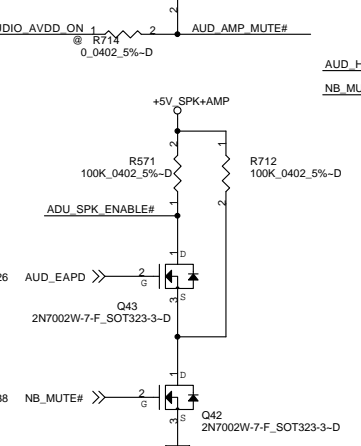 2
UDIO_AVDD_ON 1 2 AUD_AMP_MUTE#
@ R714
0_0402_5%~D
AUD_H
NB_MU
+5V_SPK+AMP
2 1
R571 R712
100K_0402_5%~D 100K_0402_5%~D
1 2
ADU_SPK_ENABLE#
1 D
26 AUD_EAPD 2
G
3 S
Q43
2N7002W-7-F_SOT323-3~D
1 D
38 NB_MUTE# 2
G
3 S
Q42
2N7002W-7-F_SOT323-3~D